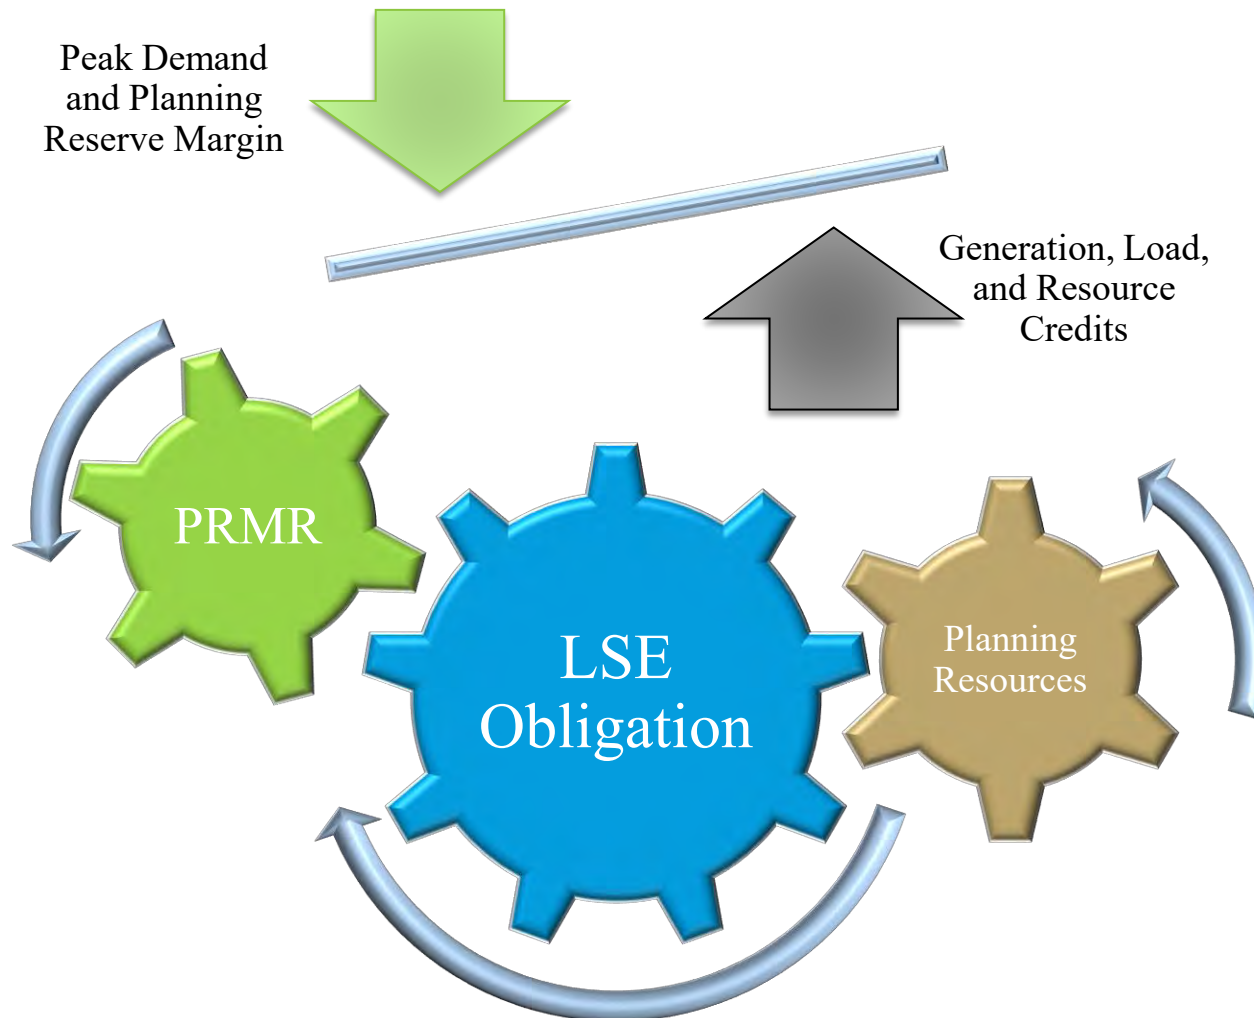 Peak Demand
and Planning
Reserve Margin
Generation, Load,
and Resource
Credits
PRMR
LSE
Obligation
Planning
Resources